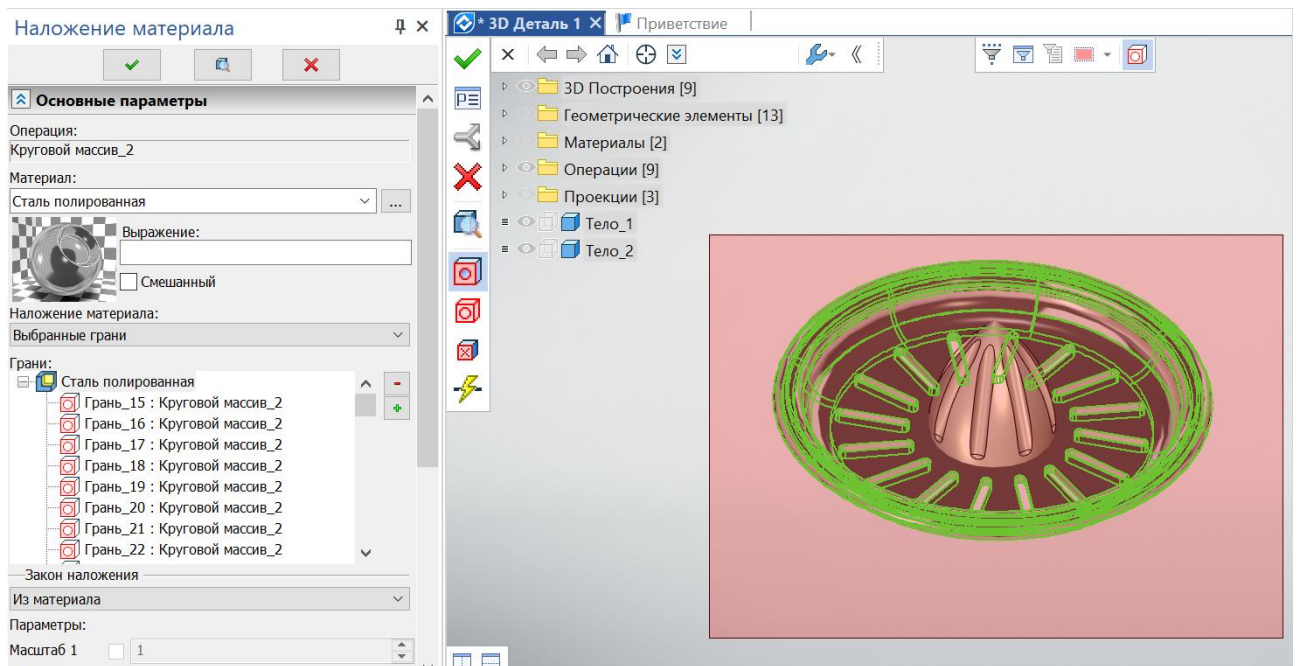 Наложение материала
Основные параметры
Операция:
Круговой массив_2
Материал:
Сталь полированная
...
Выражение:
Смешанный
Наложение материала:
Выбранные грани
Грани:
Сталь полированная
Грань_15 : Круговой массив_2
Грань_16 : Круговой массив_2
Грань_17 : Круговой массив_2
Грань_18 : Круговой массив_2
Грань_19 : Круговой массив_2
Грань_20 : Круговой массив_2
Грань_21 : Круговой массив_2
Грань_22 : Круговой массив_2
Закон наложения
Из материала
Параметры:
Масштаб 1
1
* 3D Деталь 1
Приветствие
3D Построения [9]
Геометрические элементы [13]
Материалы [2]
Операции [9]
Проекции [3]
Тело_1
Тело_2